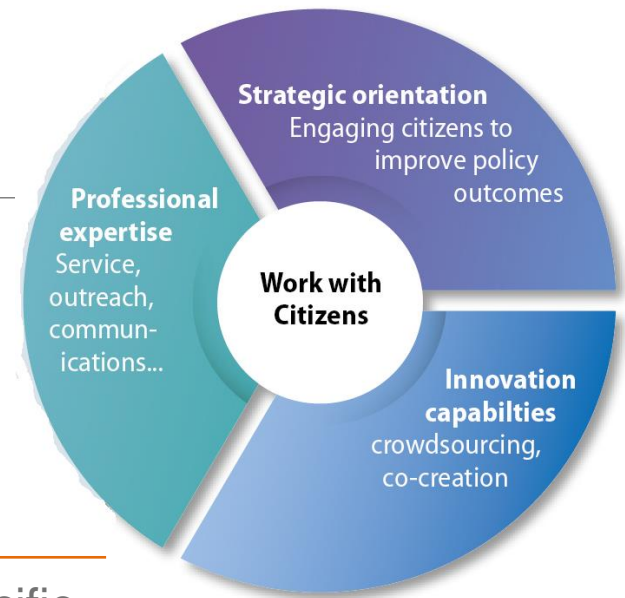 Strategic orientation
Engaging citizens to
improve policy
outcomes
Professional
expertise
Service,
outreach,
commun-
ications...
Work with
Citizens
Innovation
capabilties
crowdsourcing,
co-creation